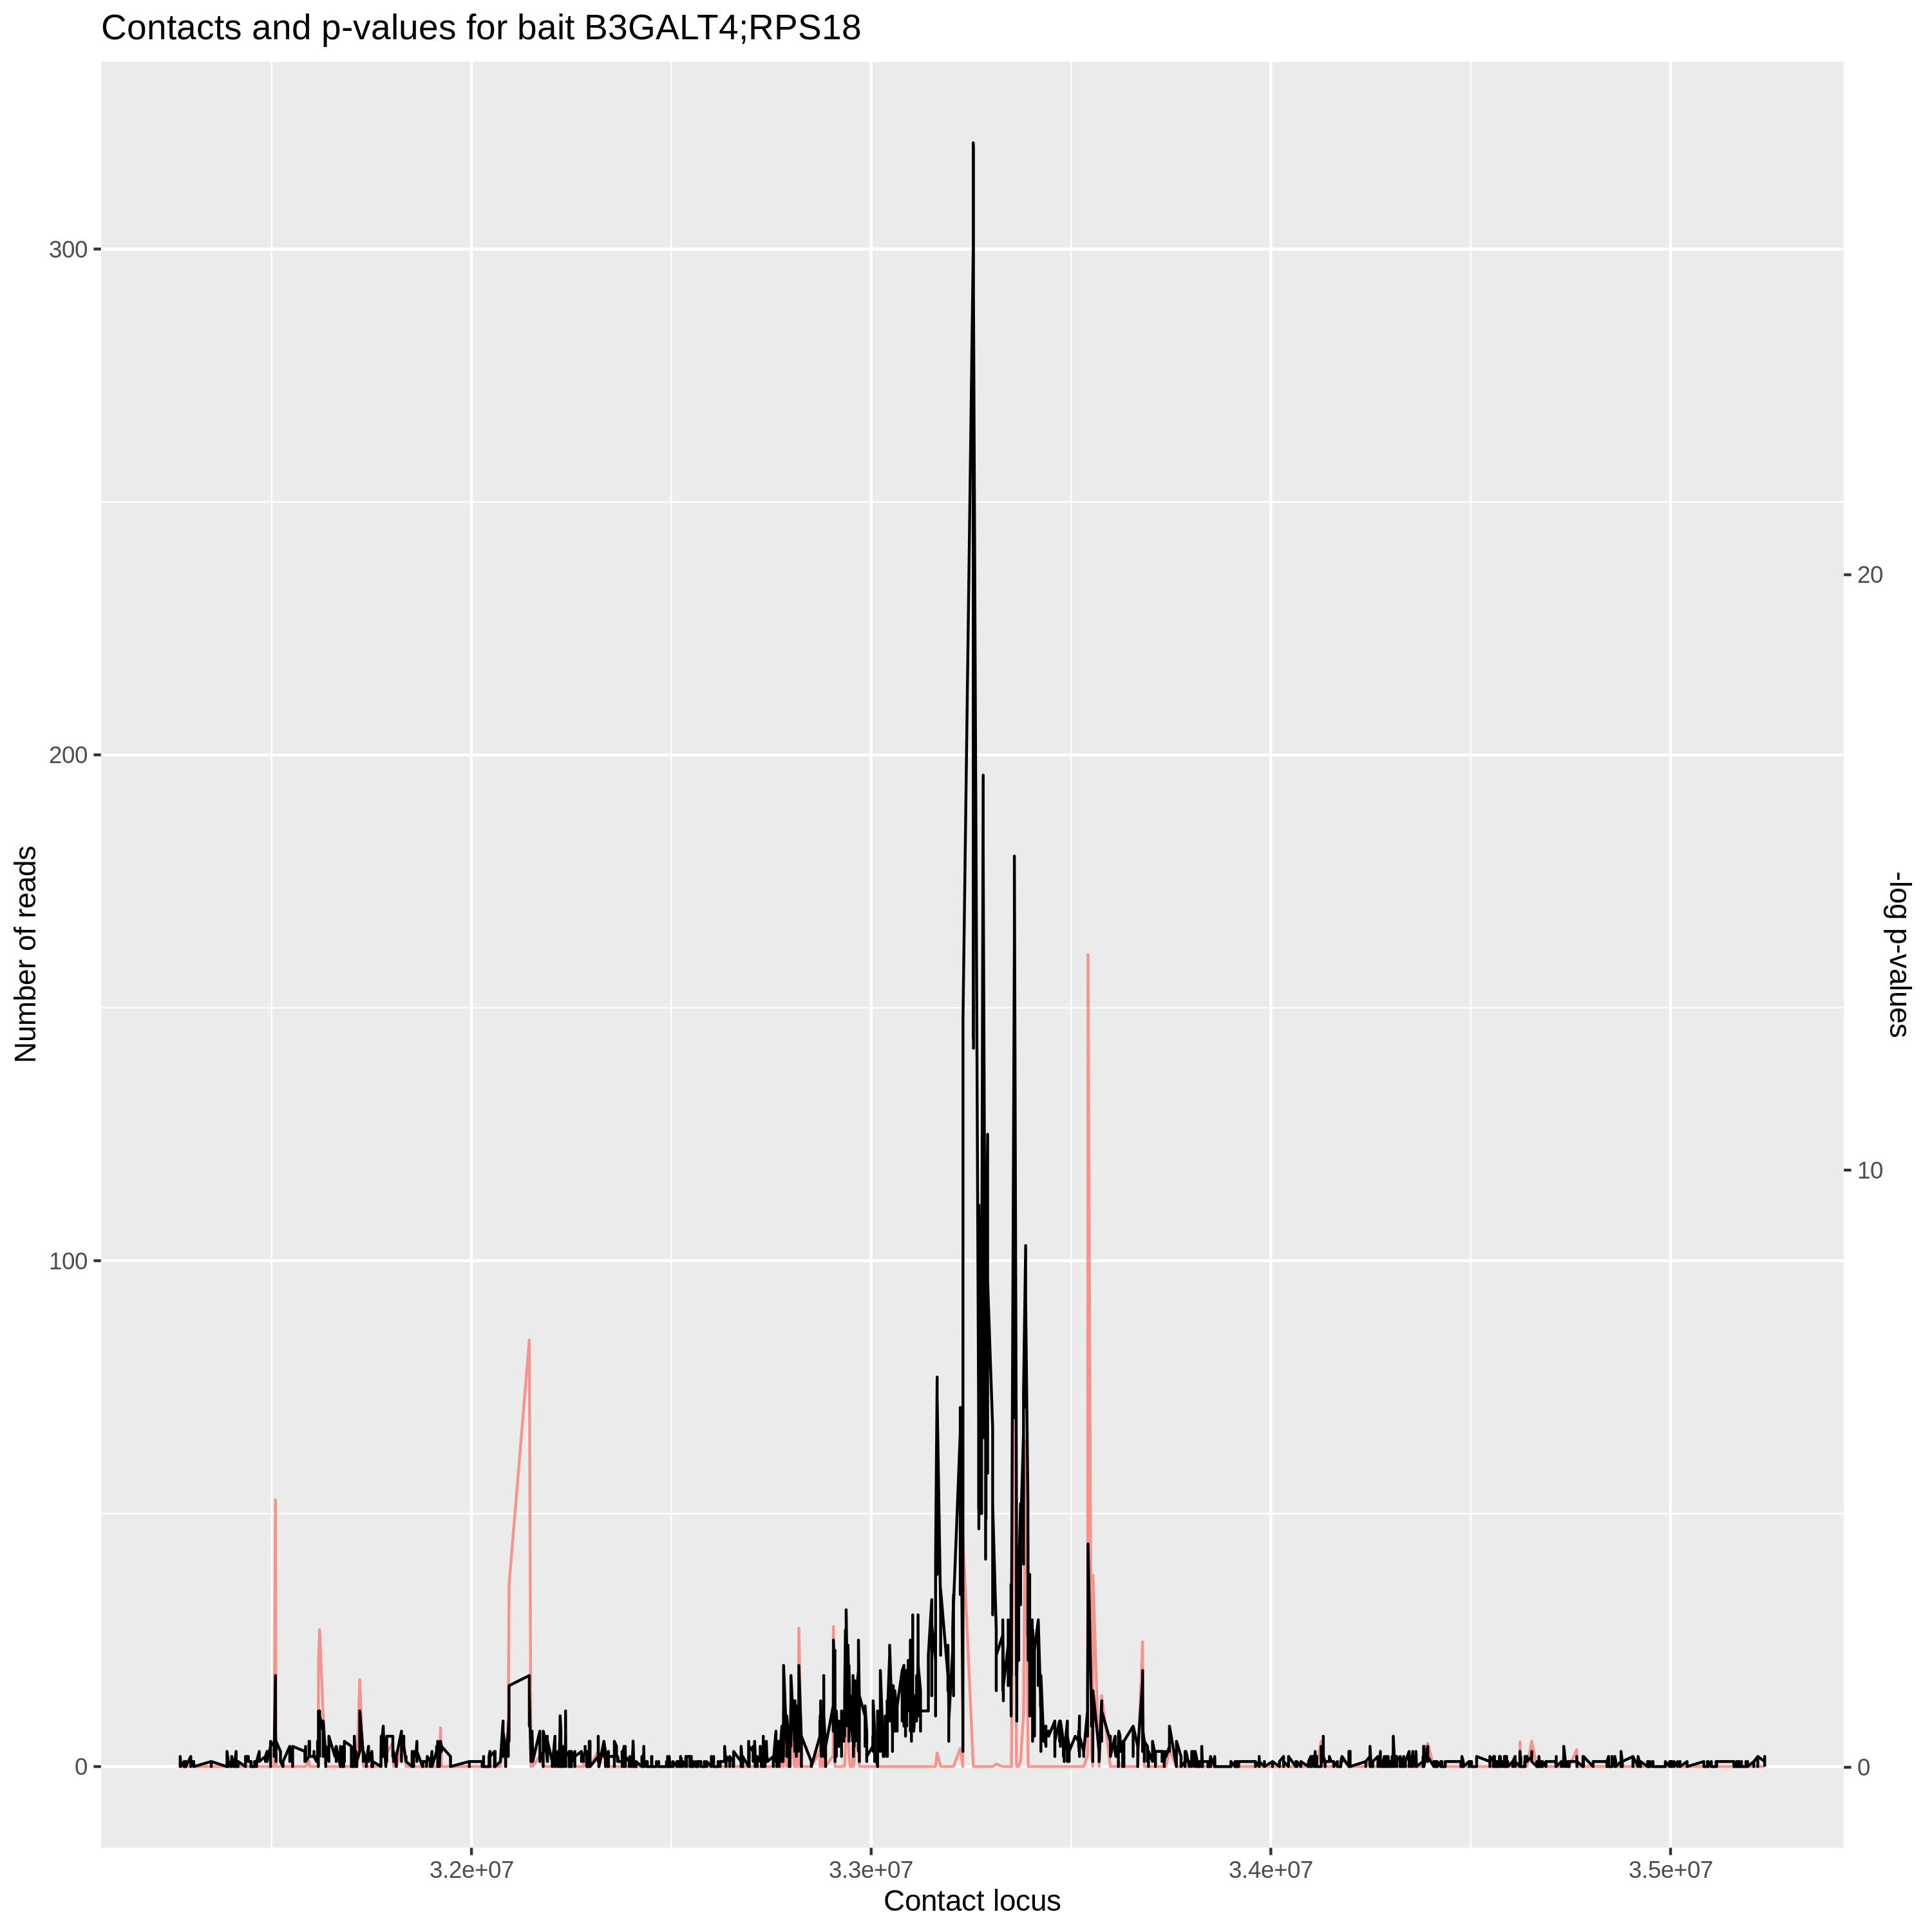 Contacts and p-values for bait B3GALT4;RPS18
300
200
100
0
Number of reads
20
10
0
-log p-values
3.2e+07
3.3e+07
3.4e+07
3.5e+07
Contact locus